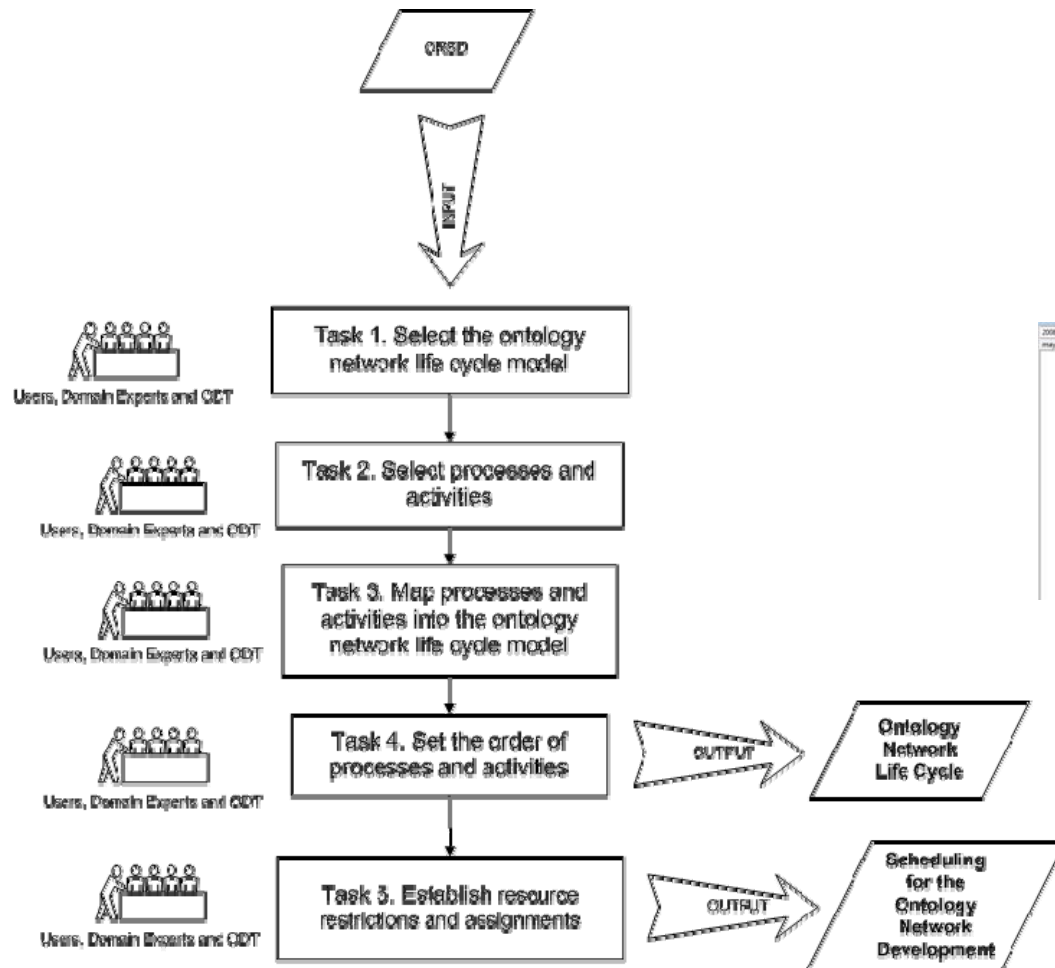 ORSD
INPUT
Task 1. Select the ontology
network life cycle model
Users, Domain Experts and ODT
Task 2. Select processes and
activities
Users, Domain Experts and ODT
Task 3. Map processes and
activities into the ontology
network life cycle model
Users, Domain Experts and ODT
Task 4. Set the order of
processes and activities
Users, Domain Experts and ODT
OUTPUT
Ontology
Network
Life Cycle
Task 5. Establish resource
restrictions and assignments
Users, Domain Experts and ODT
OUTPUT
Scheduling
for the
Ontology
Network
Development